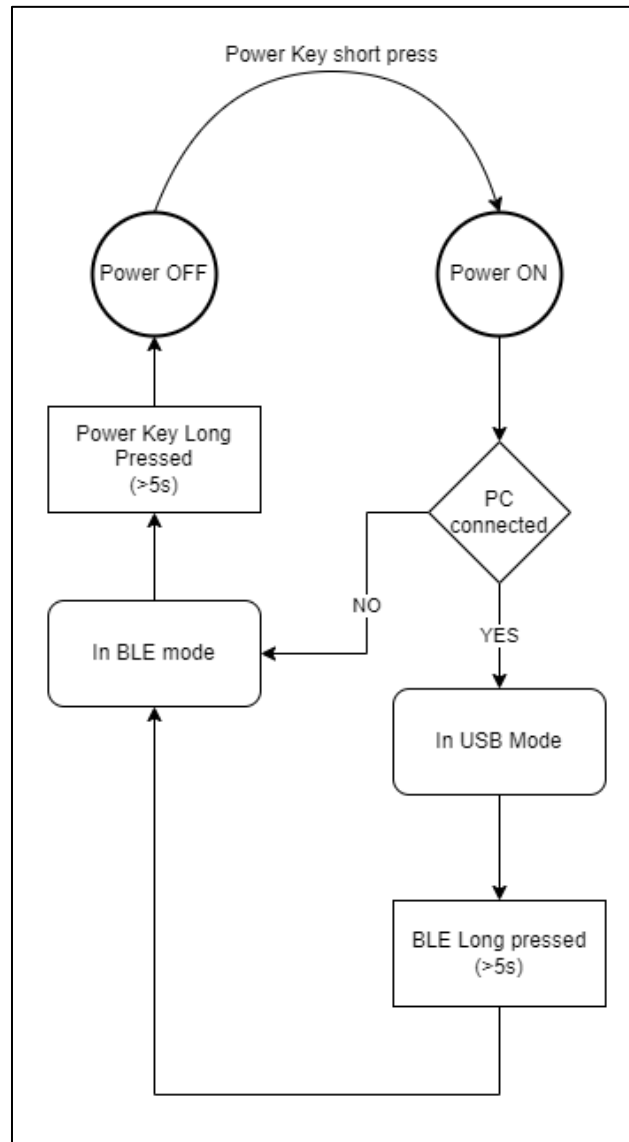 Power Key short press
Power OFF
Power ON
Power Key Long
Pressed
(>5s)
PC
connected
NO
YES
In BLE mode
In USB Mode
BLE Long pressed
(>5s)